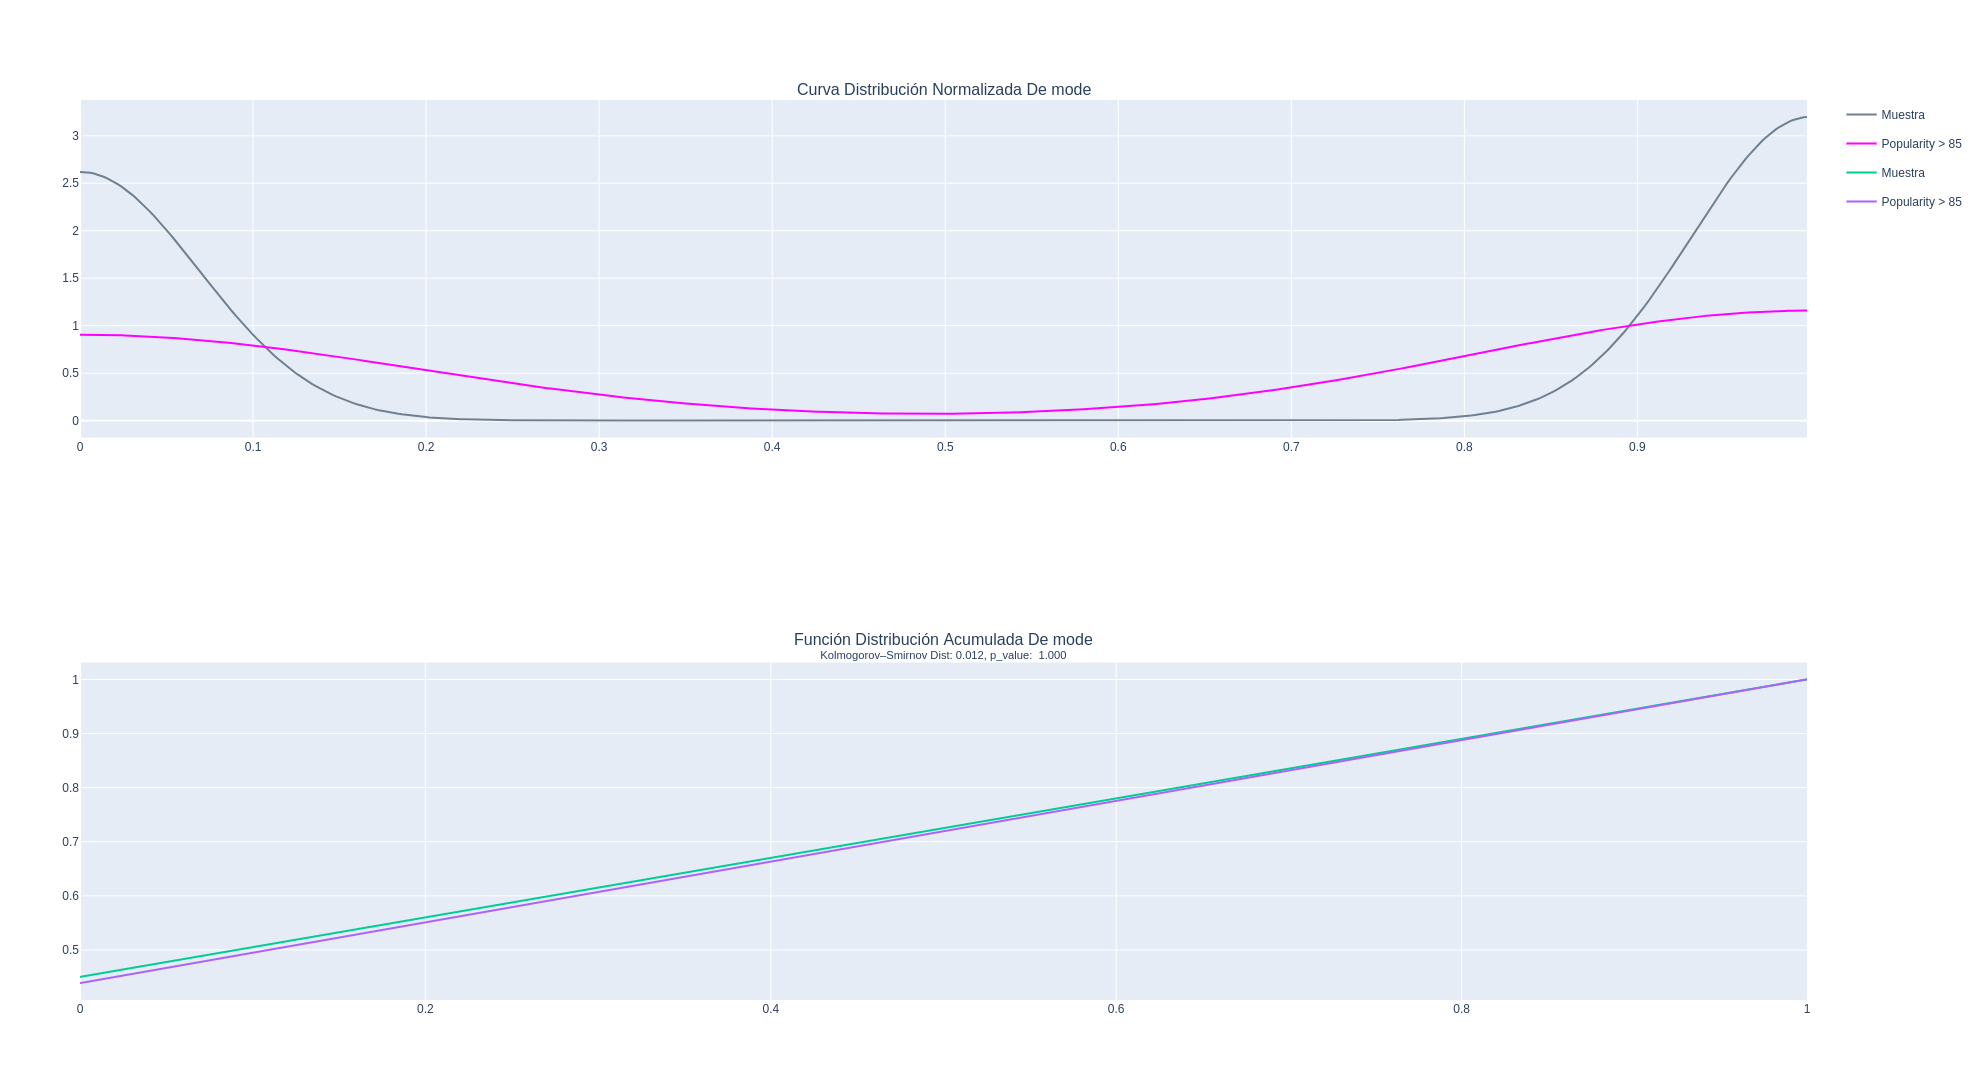 Curva Distribución Normalizada De mode
3
2.5
2
1.5
1
0.5
0
0 0.1 0.2 0.3 0.4 0.5 0.6 0.7 0.8 0.9
Muestra
Popularity > 85
Muestra
Popularity > 85
Función Distribución Acumulada De mode
Kolmogorov–Smirnov Dist: 0.012, p_value: 1.000
1
0.9
0.8
0.7
0.6
0.5
0 0.2 0.4 0.6 0.8 1